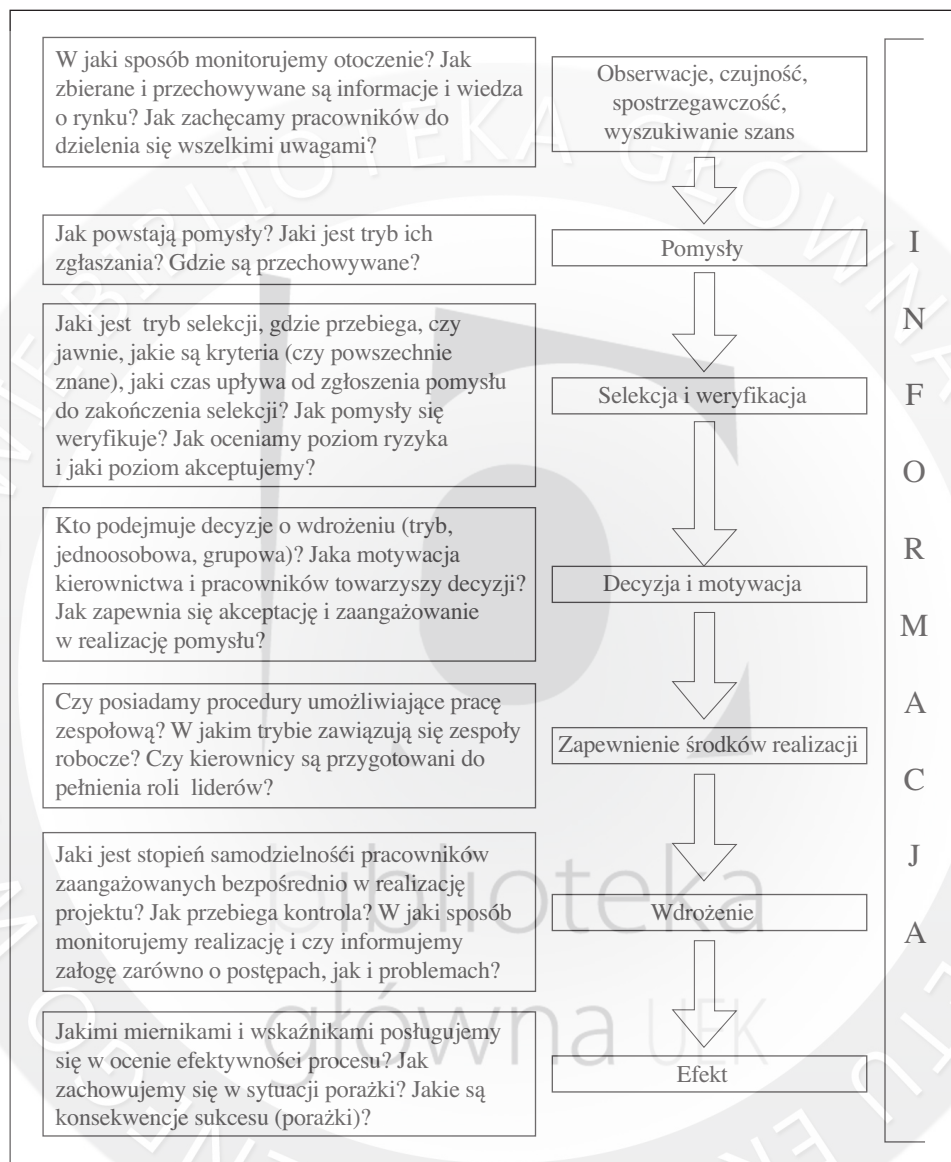 W jaki sposób monitorujemy otoczenie? Jak
zbierane i przechowywane są informacje i wiedza
o rynku? Jak zachęcamy pracowników do
dzielenia się wszelkimi uwagami?
Obserwacje, czujność,
spostrzegawczość,
wyszukiwanie szans
Jak powstają pomysły? Jaki jest tryb ich
zgłaszania? Gdzie są przechowywane?
Pomysły
Jaki jest tryb selekcji, gdzie przebiega, czy
jawnie, jakie są kryteria (czy powszechnie
znane), jaki czas upływa od zgłoszenia pomysłu
do zakończenia selekcji? Jak pomysły się
weryfikuje? Jak oceniamy poziom ryzyka
i jaki poziom akceptujemy?
Selekcja i weryfikacja
Kto podejmuje decyzje o wdrożeniu (tryb,
jednoosobowa, grupowa)? Jaka motywacja
kierownictwa i pracowników towarzyszy decyzji?
Jak zapewnia się akceptację i zaangażowanie
w realizację pomysłu?
Decyzja i motywacja
Czy posiadamy procedury umożliwiające pracę
zespołową? W jakim trybie zawiązują się zespoły
robocze? Czy kierownicy są przygotowani do
pełnienia roli liderów?
Zapewnienie środków realizacji
Jaki jest stopień samodzielnośći pracowników
zaangażowanych bezpośrednio w realizację
projektu? Jak przebiega kontrola? W jaki sposób
monitorujemy realizację i czy informujemy
załogę zarówno o postępach, jak i problemach?
Wdrożenie
Jakimi miernikami i wskaźnikami posługujemy
się w ocenie efektywności procesu? Jak
zachowujemy się w sytuacji porażki? Jakie są
konsekwencje sukcesu (porażki)?
Efekt
I
N
F
O
R
M
A
C
J
A
biblioteka
główna UEK
BIBLIOTEKA GŁÓWNA